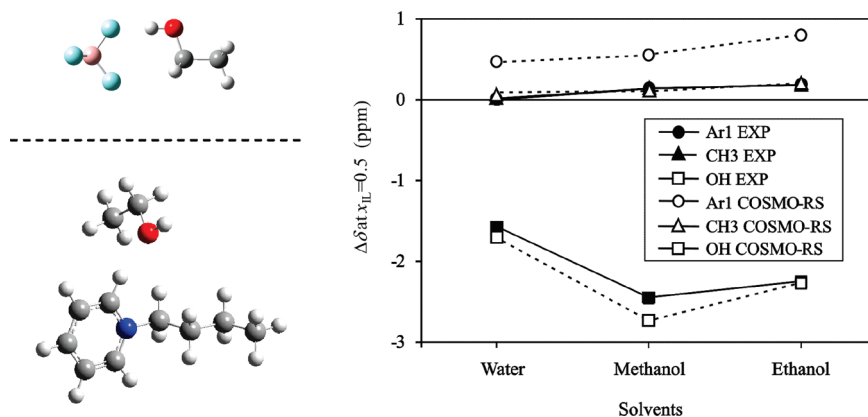 1
0
-1
-2
-3
Δδ at x_IL=0.5 (ppm)
Ar1 EXP
CH3 EXP
OH EXP
Ar1 COSMO-RS
CH3 COSMO-RS
OH COSMO-RS
Water Methanol Ethanol
Solvents